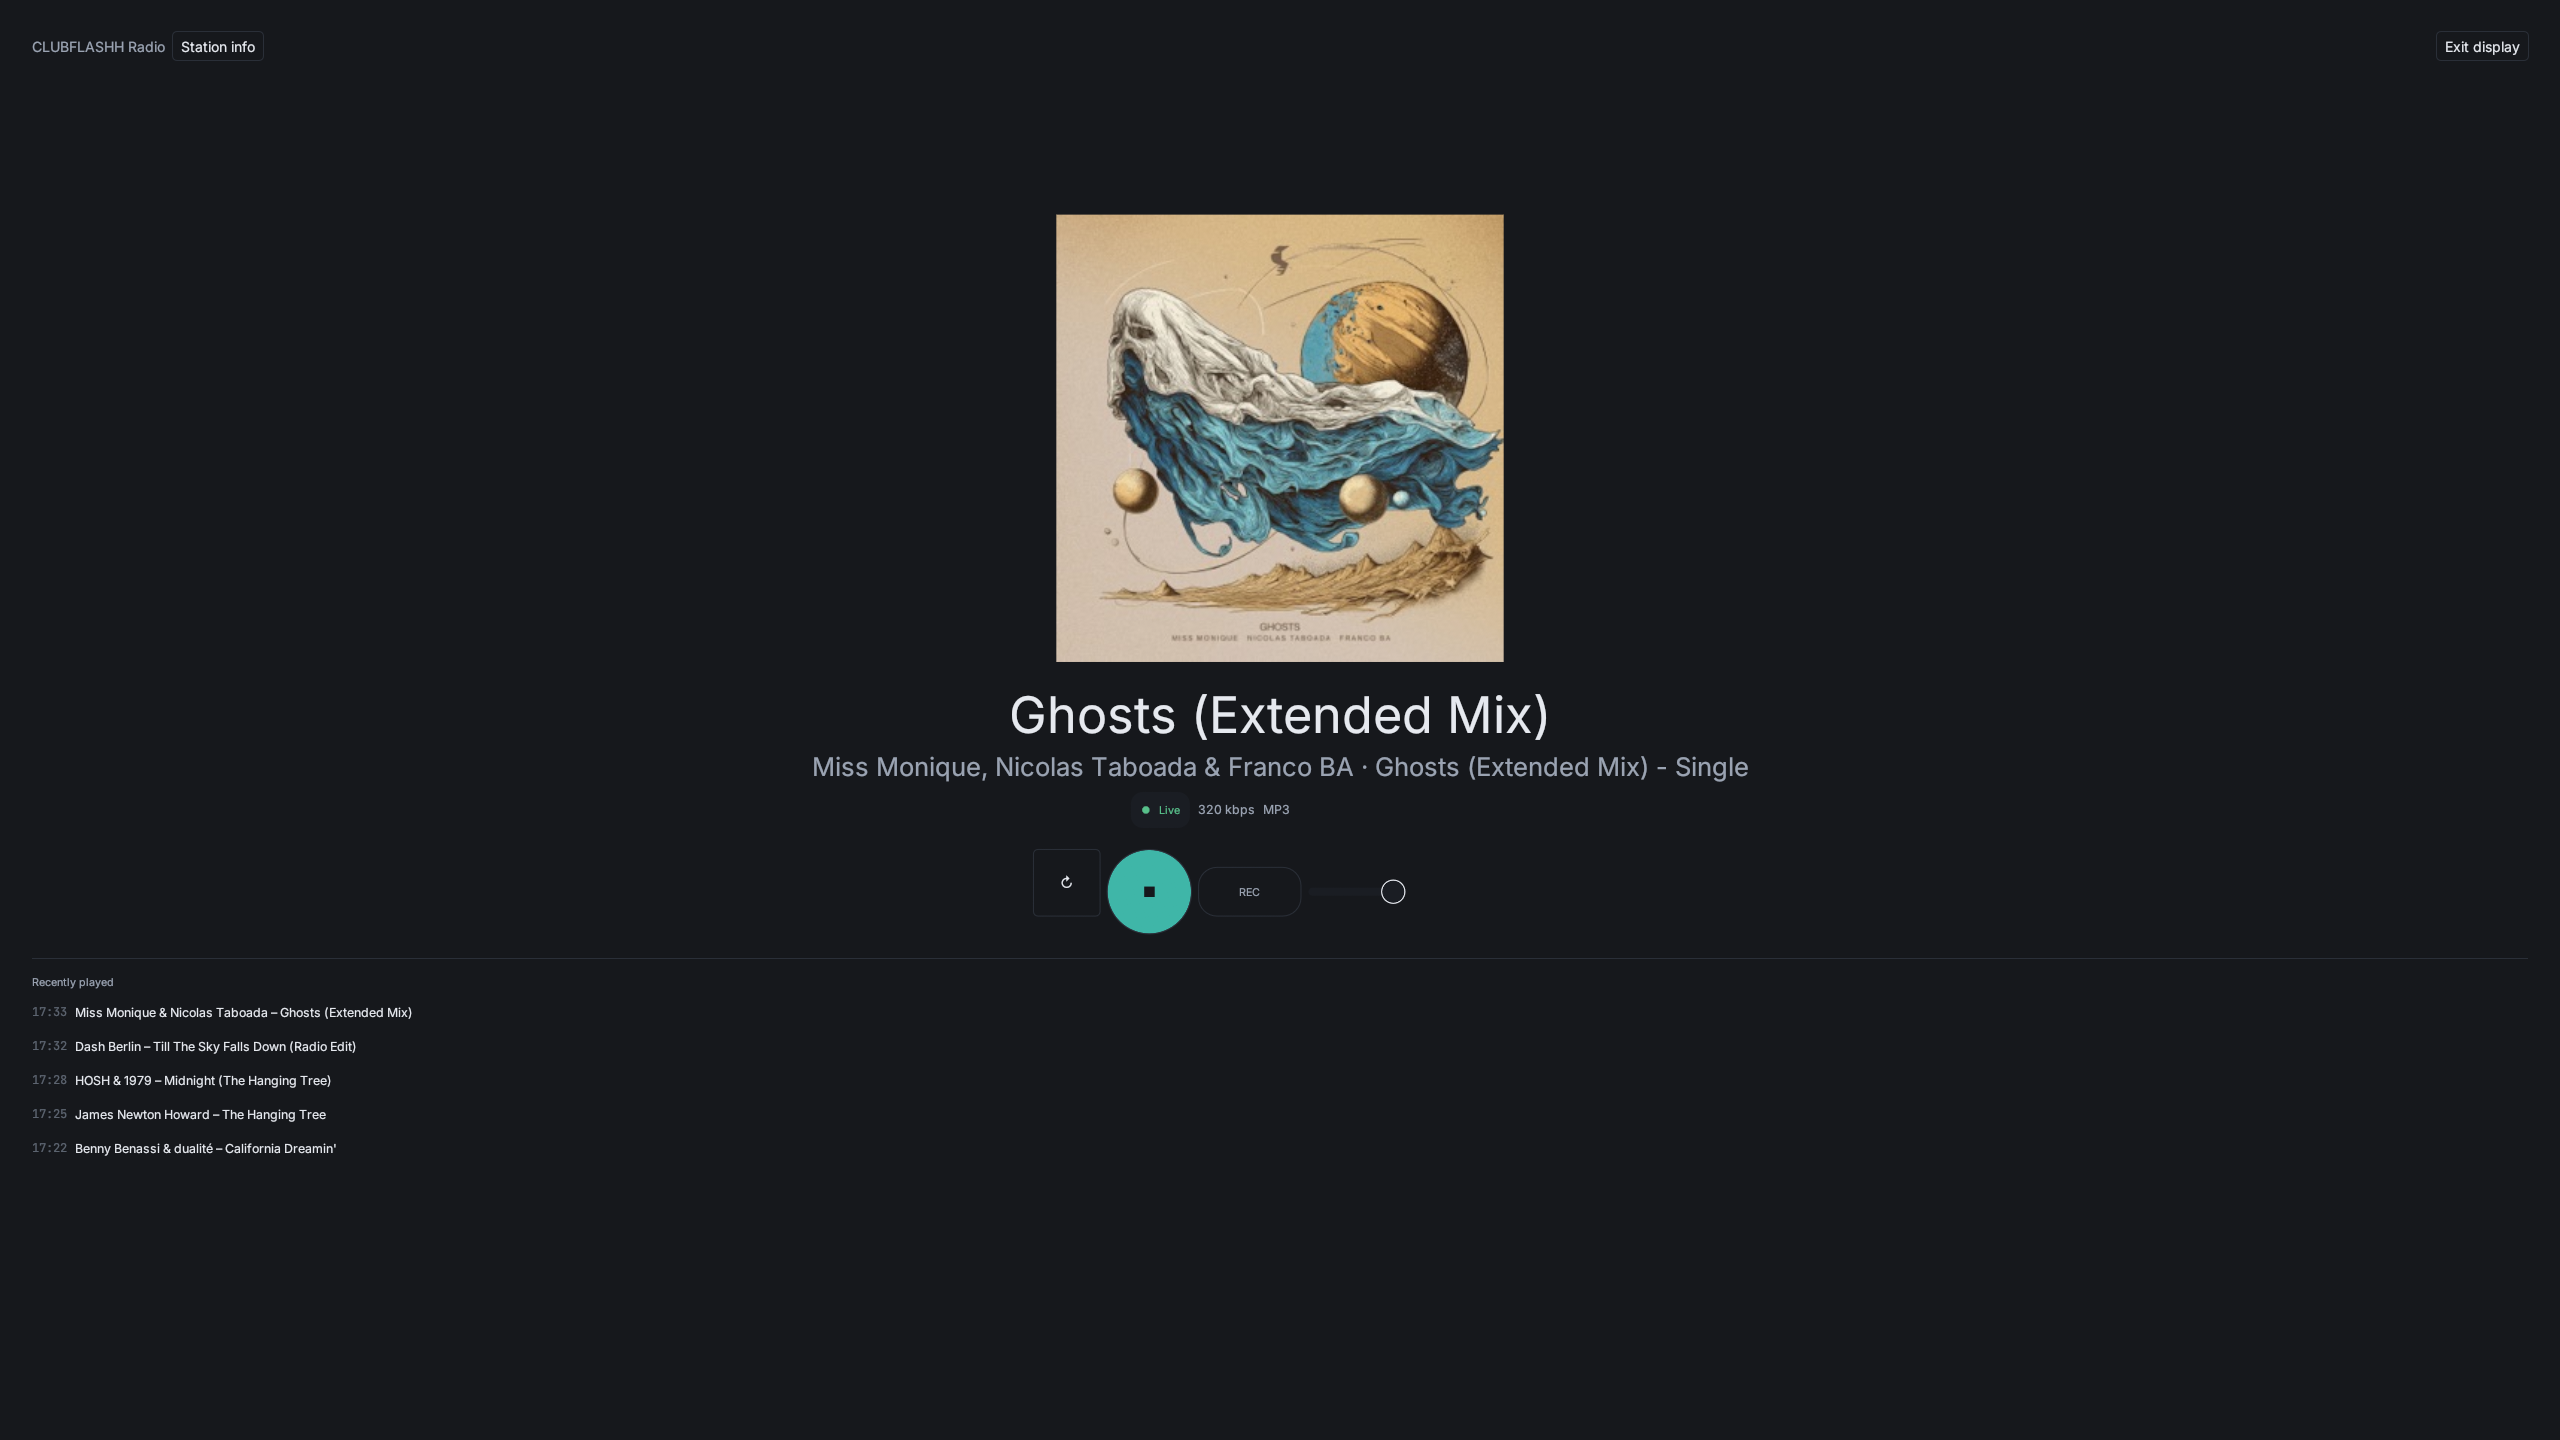 CLUBFLASHH Radio Station info Exit display
GHOSTS
MISS MONIQUE NICOLAS TABOADA FRANCO BA
Ghosts (Extended Mix)
Miss Monique, Nicolas Taboada & Franco BA · Ghosts (Extended Mix) - Single
Live 320 kbps MP3
REC
Recently played
17:33 Miss Monique & Nicolas Taboada – Ghosts (Extended Mix)
17:32 Dash Berlin – Till The Sky Falls Down (Radio Edit)
17:28 HOSH & 1979 – Midnight (The Hanging Tree)
17:25 James Newton Howard – The Hanging Tree
17:22 Benny Benassi & dualité – California Dreamin'